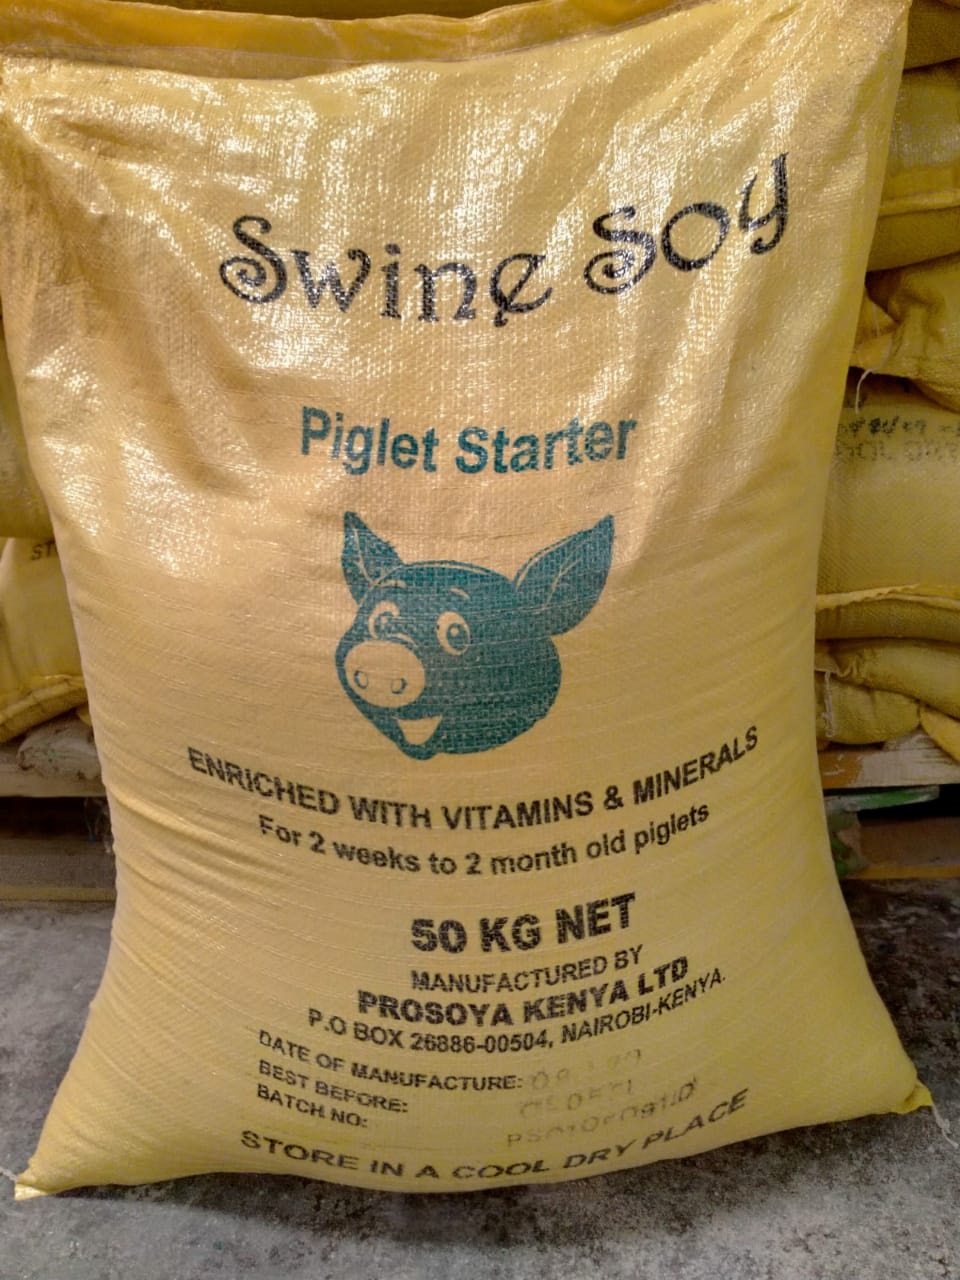 Swine Soy
Piglet Starter
ENRICHED WITH VITAMINS & MINERALS
For 2 weeks to 2 month old piglets
50 KG NET
MANUFACTURED BY
PROSOYA KENYA LTD
P.O BOX 26886-00504, NAIROBI-KENYA.
DATE OF MANUFACTURE:
BEST BEFORE:
BATCH NO:
STORE IN A COOL DRY PLACE